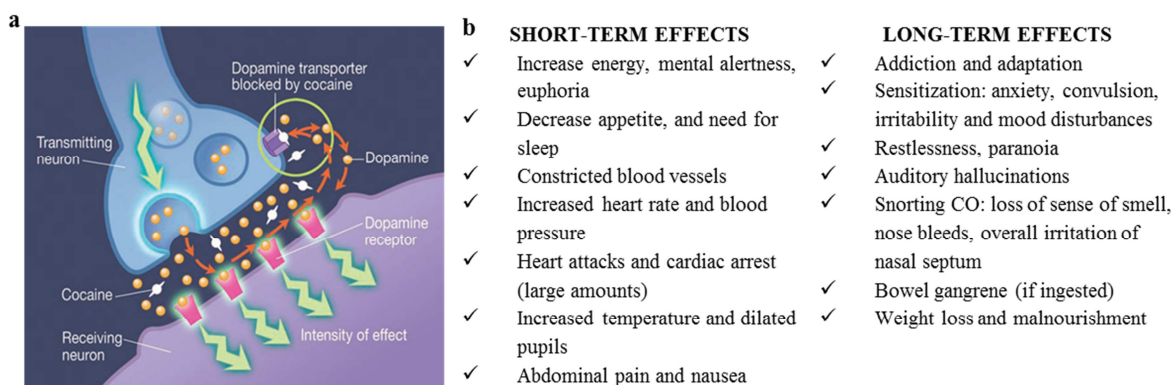 a
Dopamine transporter
blocked by cocaine
Transmitting
neuron
Dopamine
Dopamine
receptor
Cocaine
Receiving
neuron
Intensity of effect
b
SHORT-TERM EFFECTS
✓ Increase energy, mental alertness,
euphoria
✓ Decrease appetite, and need for
sleep
✓ Constricted blood vessels
✓ Increased heart rate and blood
pressure
✓ Heart attacks and cardiac arrest
(large amounts)
✓ Increased temperature and dilated
pupils
✓ Abdominal pain and nausea
LONG-TERM EFFECTS
✓ Addiction and adaptation
✓ Sensitization: anxiety, convulsion,
irritability and mood disturbances
✓ Restlessness, paranoia
✓ Auditory hallucinations
✓ Snorting CO: loss of sense of smell,
nose bleeds, overall irritation of
nasal septum
✓ Bowel gangrene (if ingested)
✓ Weight loss and malnourishment